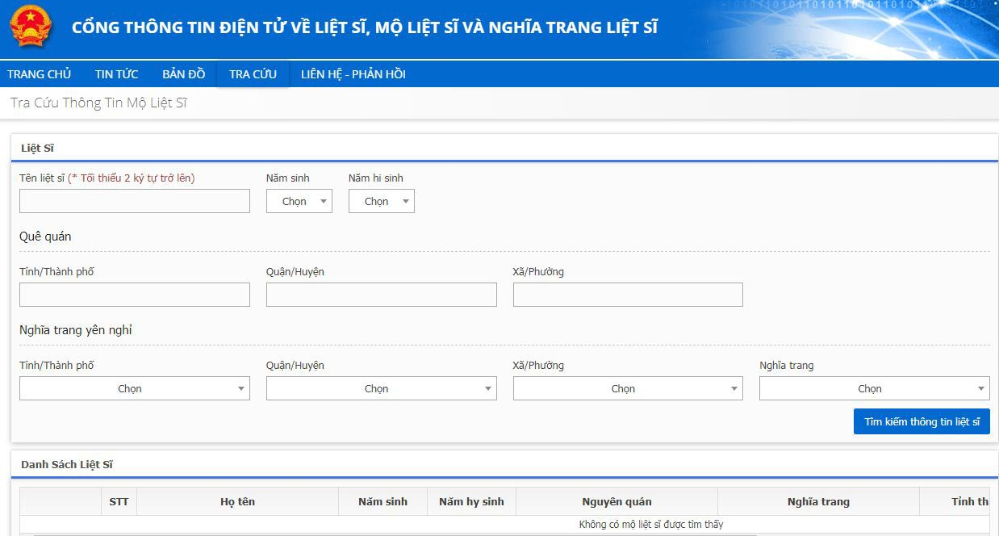 CỔNG THÔNG TIN ĐIỆN TỬ VỀ LIỆT SĨ, MỘ LIỆT SĨ VÀ NGHĨA TRANG LIỆT SĨ
TRANG CHỦ TIN TỨC BẢN ĐỒ TRA CỨU LIÊN HỆ - PHẢN HỒI
Tra Cứu Thông Tin Mộ Liệt Sĩ
Liệt Sĩ
Tên liệt sĩ (* Tối thiểu 2 ký tự trở lên) Năm sinh Năm hi sinh
Chọn Chọn
Quê quán
Tỉnh/Thành phố Quận/Huyện Xã/Phường
Nghĩa trang yên nghỉ
Tỉnh/Thành phố Quận/Huyện Xã/Phường Nghĩa trang
Chọn Chọn Chọn Chọn
Tìm kiếm thông tin liệt sĩ
Danh Sách Liệt Sĩ
STT Họ tên Năm sinh Năm hy sinh Nguyên quán Nghĩa trang Tỉnh th
Không có mộ liệt sĩ được tìm thấy